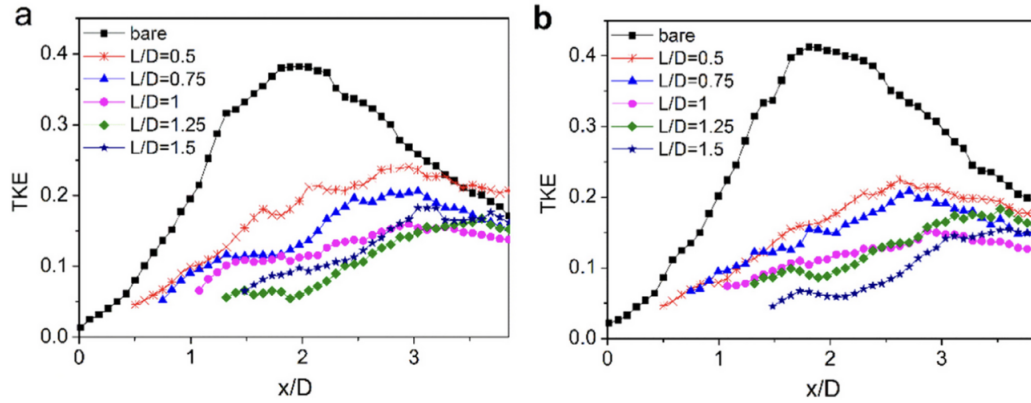 a
bare
L/D=0.5
L/D=0.75
L/D=1
L/D=1.25
L/D=1.5
0.4
0.3
0.2
0.1
0.0
TKE
0 1 2 3
x/D
b
bare
L/D=0.5
L/D=0.75
L/D=1
L/D=1.25
L/D=1.5
0.4
0.3
0.2
0.1
0.0
TKE
0 1 2 3
x/D